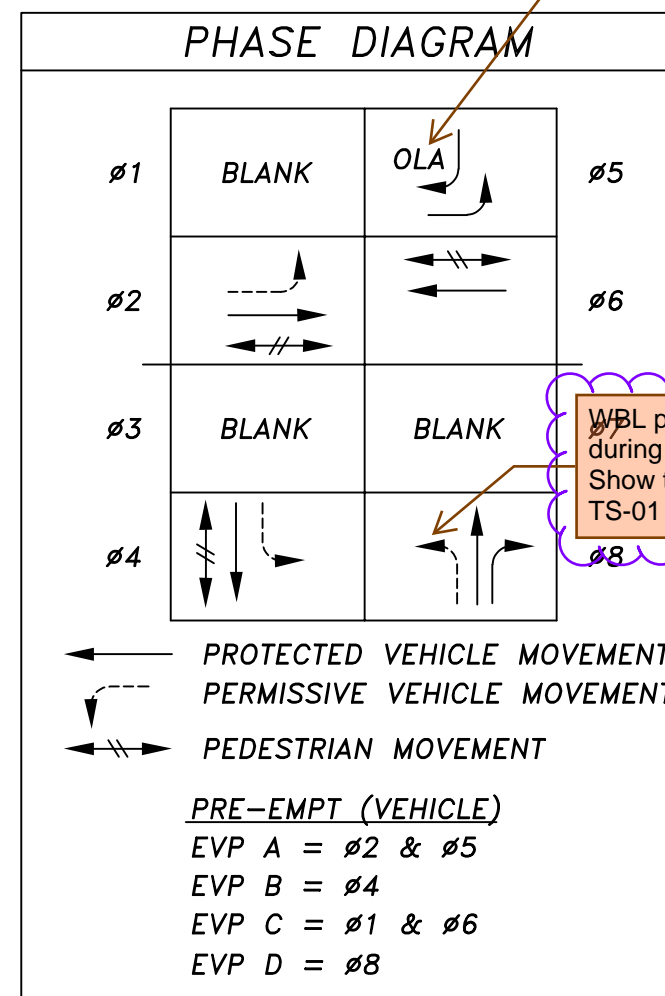 PHASE DIAGRAM
ø1 BLANK OLA ø5
ø2 ø6
ø3 BLANK BLANK ø7
WBL p
during
Show t
TS-01
ø4 ø8
PROTECTED VEHICLE MOVEMENT
PERMISSIVE VEHICLE MOVEMENT
PEDESTRIAN MOVEMENT
PRE-EMPT (VEHICLE)
EVP A = ø2 & ø5
EVP B = ø4
EVP C = ø1 & ø6
EVP D = ø8